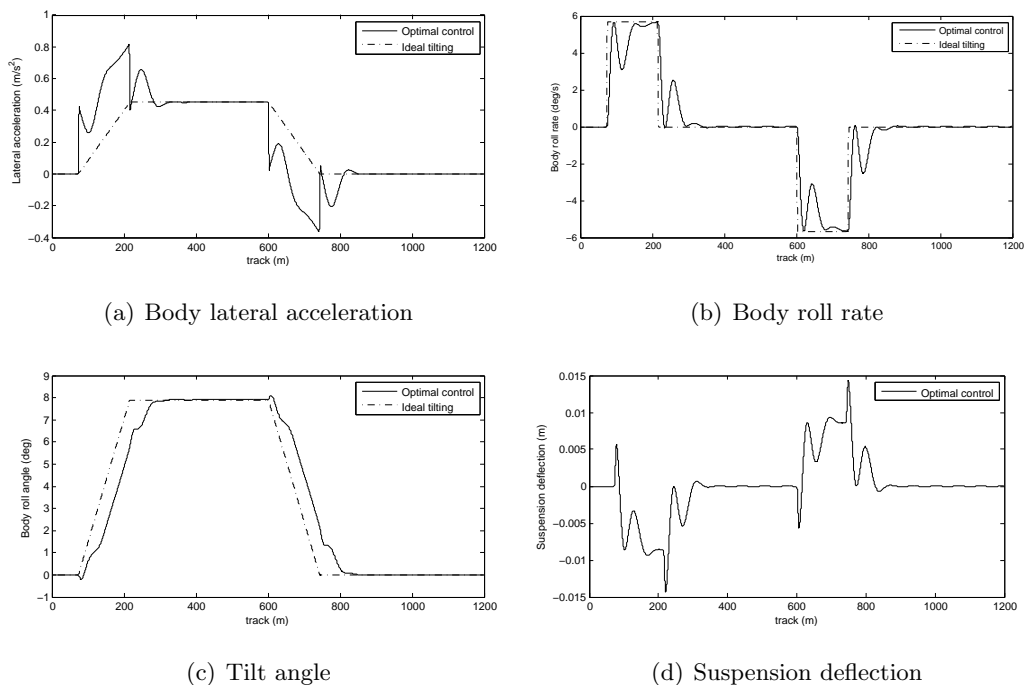 1
0.8
0.6
0.4
0.2
0
−0.2
−0.4
Lateral acceleration (m/s²)
Optimal control
Ideal tilting
0 200 400 600 800 1000 1200
track (m)
(a) Body lateral acceleration
6
4
2
0
−2
−4
−6
Body roll rate (deg/s)
Optimal control
Ideal tilting
0 200 400 600 800 1000 1200
track (m)
(b) Body roll rate
9
8
7
6
5
4
3
2
1
0
−1
Body roll angle (deg)
Optimal control
Ideal tilting
0 200 400 600 800 1000 1200
track (m)
(c) Tilt angle
0.015
0.01
0.005
0
−0.005
−0.01
−0.015
Suspension deflection (m)
Optimal control
0 200 400 600 800 1000 1200
track (m)
(d) Suspension deflection